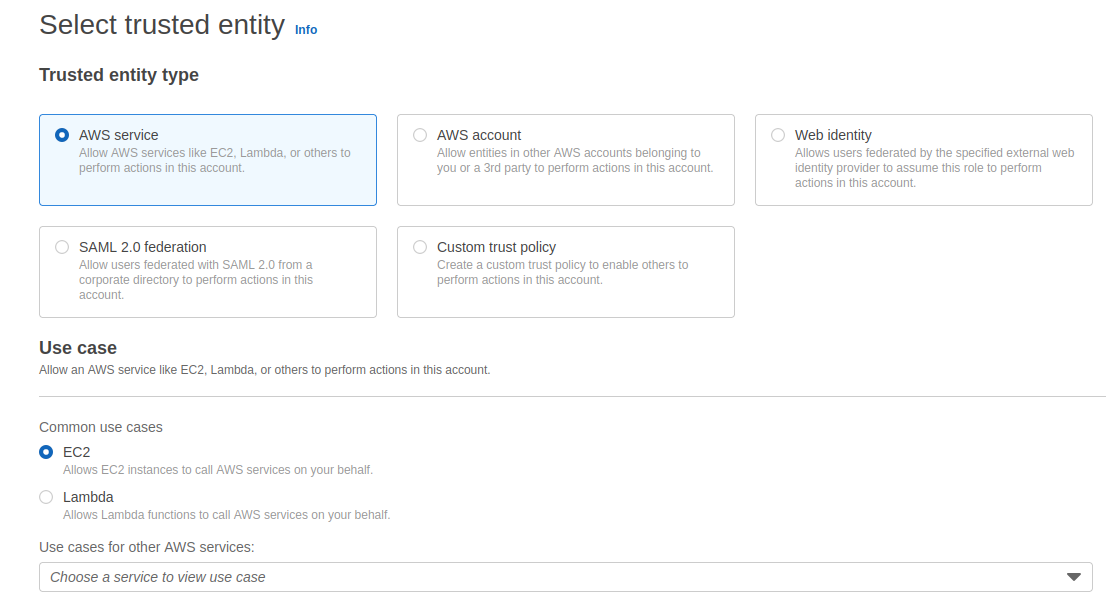 Select trusted entity Info
Trusted entity type
AWS service
Allow AWS services like EC2, Lambda, or others to
perform actions in this account.
AWS account
Allow entities in other AWS accounts belonging to
you or a 3rd party to perform actions in this account.
Web identity
Allows users federated by the specified external web
identity provider to assume this role to perform
actions in this account.
SAML 2.0 federation
Allow users federated with SAML 2.0 from a
corporate directory to perform actions in this
account.
Custom trust policy
Create a custom trust policy to enable others to
perform actions in this account.
Use case
Allow an AWS service like EC2, Lambda, or others to perform actions in this account.
Common use cases
EC2
Allows EC2 instances to call AWS services on your behalf.
Lambda
Allows Lambda functions to call AWS services on your behalf.
Use cases for other AWS services:
Choose a service to view use case